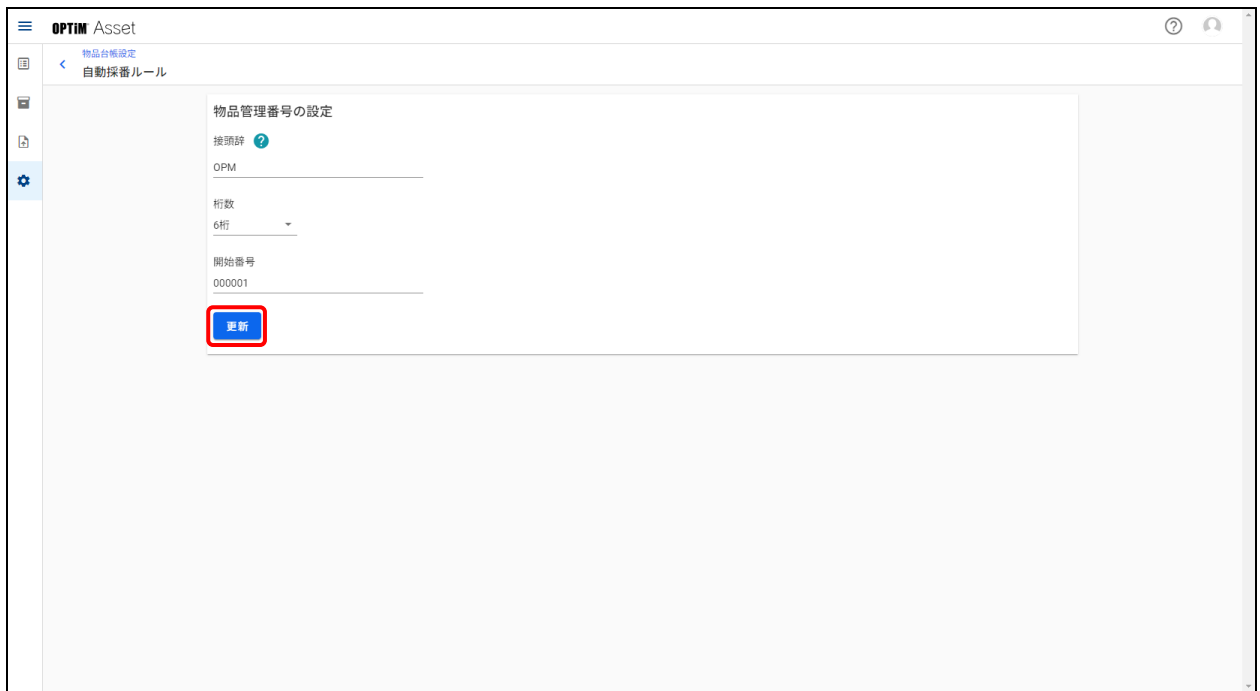 OPTiM Asset
物品台帳設定
自動採番ルール
物品管理番号の設定
接頭辞
OPM
桁数
6桁
開始番号
000001
更新